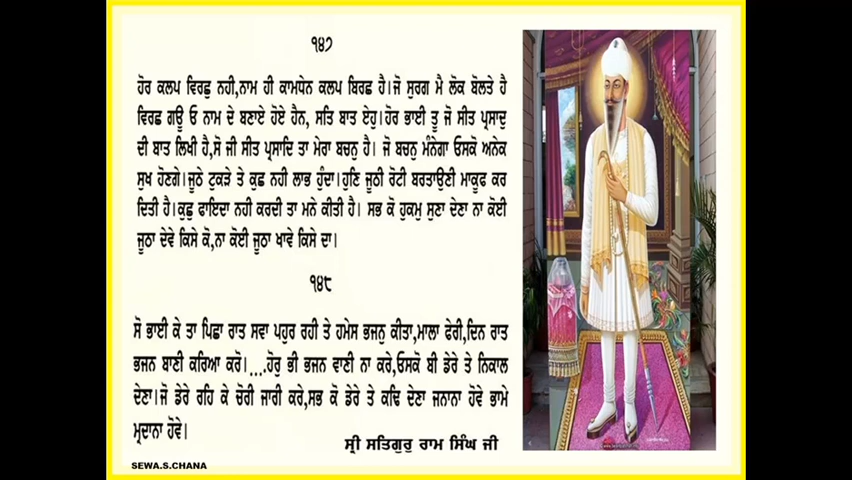 ੧੪੭
ਹੋਰ ਕਲਪ ਵਿਰਛੁ ਨਹੀ,ਨਾਮ ਹੀ ਕਾਮਧੇਨ ਕਲਪ ਬਿਰਛ ਹੈ।ਜੋ ਸੁਰਗ ਮੈ ਲੋਕ ਬੋਲਤੇ ਹੈ
ਵਿਰਛ ਗਊ ਓ ਨਾਮ ਦੇ ਬਣਾਏ ਹੋਏ ਹੈਨ, ਸਤਿ ਬਾਤ ਏਹੁ।ਹੋਰ ਭਾਈ ਤੂ ਜੋ ਸੀਤ ਪ੍ਰਸਾਦੁ
ਦੀ ਬਾਤ ਲਿਖੀ ਹੈ,ਸੋ ਜੀ ਸੀਤ ਪ੍ਰਸਾਦਿ ਤਾ ਮੇਰਾ ਬਚਨੁ ਹੈ। ਜੋ ਬਚਨੁ ਮੰਨੇਗਾ ਓਸਕੋ ਅਨੇਕ
ਸੁਖ ਹੋਣਗੇ।ਜੂਠੇ ਟੁਕੜੇ ਤੇ ਕੁਛ ਨਹੀ ਲਾਭ ਹੁੰਦਾ।ਹੁਣਿ ਜੂਠੀ ਰੋਟੀ ਬਰਤਾਉਣੀ ਮਾਕੂਫ ਕਰ
ਦਿਤੀ ਹੈ।ਕੁਛੁ ਫਾਇਦਾ ਨਹੀ ਕਰਦੀ ਤਾ ਮਨੇ ਕੀਤੀ ਹੈ। ਸਭ ਕੋ ਹੁਕਮੁ ਸੁਣਾ ਦੇਣਾ ਨਾ ਕੋਈ
ਜੂਠਾ ਦੇਵੇ ਕਿਸੇ ਕੋ,ਨਾ ਕੋਈ ਜੂਠਾ ਖਾਵੇ ਕਿਸੇ ਦਾ।
੧੪੮
ਸੋ ਭਾਈ ਕੇ ਤਾ ਪਿਛਾ ਰਾਤ ਸਵਾ ਪਹੁਰ ਰਹੀ ਤੇ ਹਮੇਸ ਭਜਨੁ ਕੀਤਾ,ਮਾਲਾ ਫੇਰੀ,ਦਿਨ ਰਾਤ
ਭਜਨ ਬਾਣੀ ਕਰਿਆ ਕਰੋ।....ਹੋਰੁ ਭੀ ਭਜਨ ਵਾਣੀ ਨਾ ਕਰੇ,ਓਸਕੋ ਬੀ ਡੇਰੇ ਤੇ ਨਿਕਾਲ
ਦੇਣਾ।ਜੋ ਡੇਰੇ ਰਹਿ ਕੇ ਚੋਰੀ ਜਾਰੀ ਕਰੇ,ਸਭ ਕੋ ਡੇਰੇ ਤੇ ਕਢਿ ਦੇਣਾ ਜਨਾਨਾ ਹੋਵੇ ਭਾਮੇ
ਮ੍ਰਦਾਨਾ ਹੋਵੇ।
ਸ੍ਰੀ ਸਤਿਗੁਰੁ ਰਾਮ ਸਿੰਘ ਜੀ
SEWA.S.CHANA